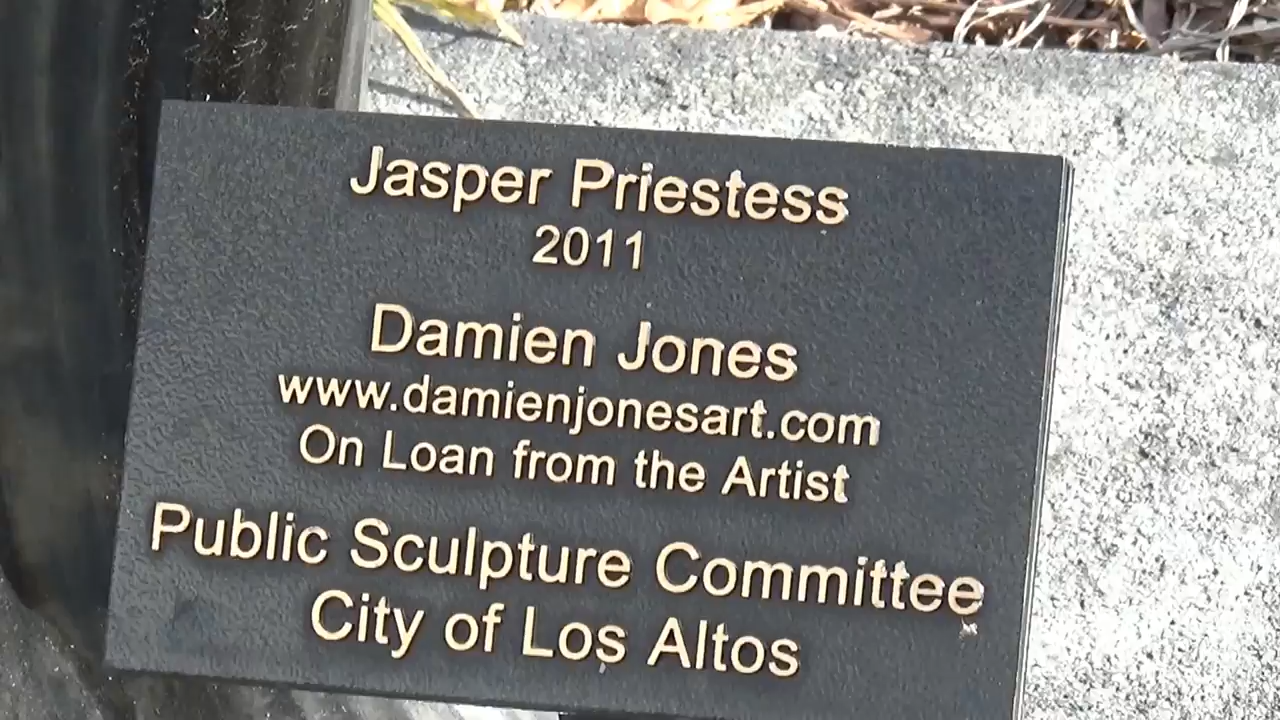 Jasper Priestess
2011
Damien Jones
www.damienjonesart.com
On Loan from the Artist
Public Sculpture Committee
City of Los Altos